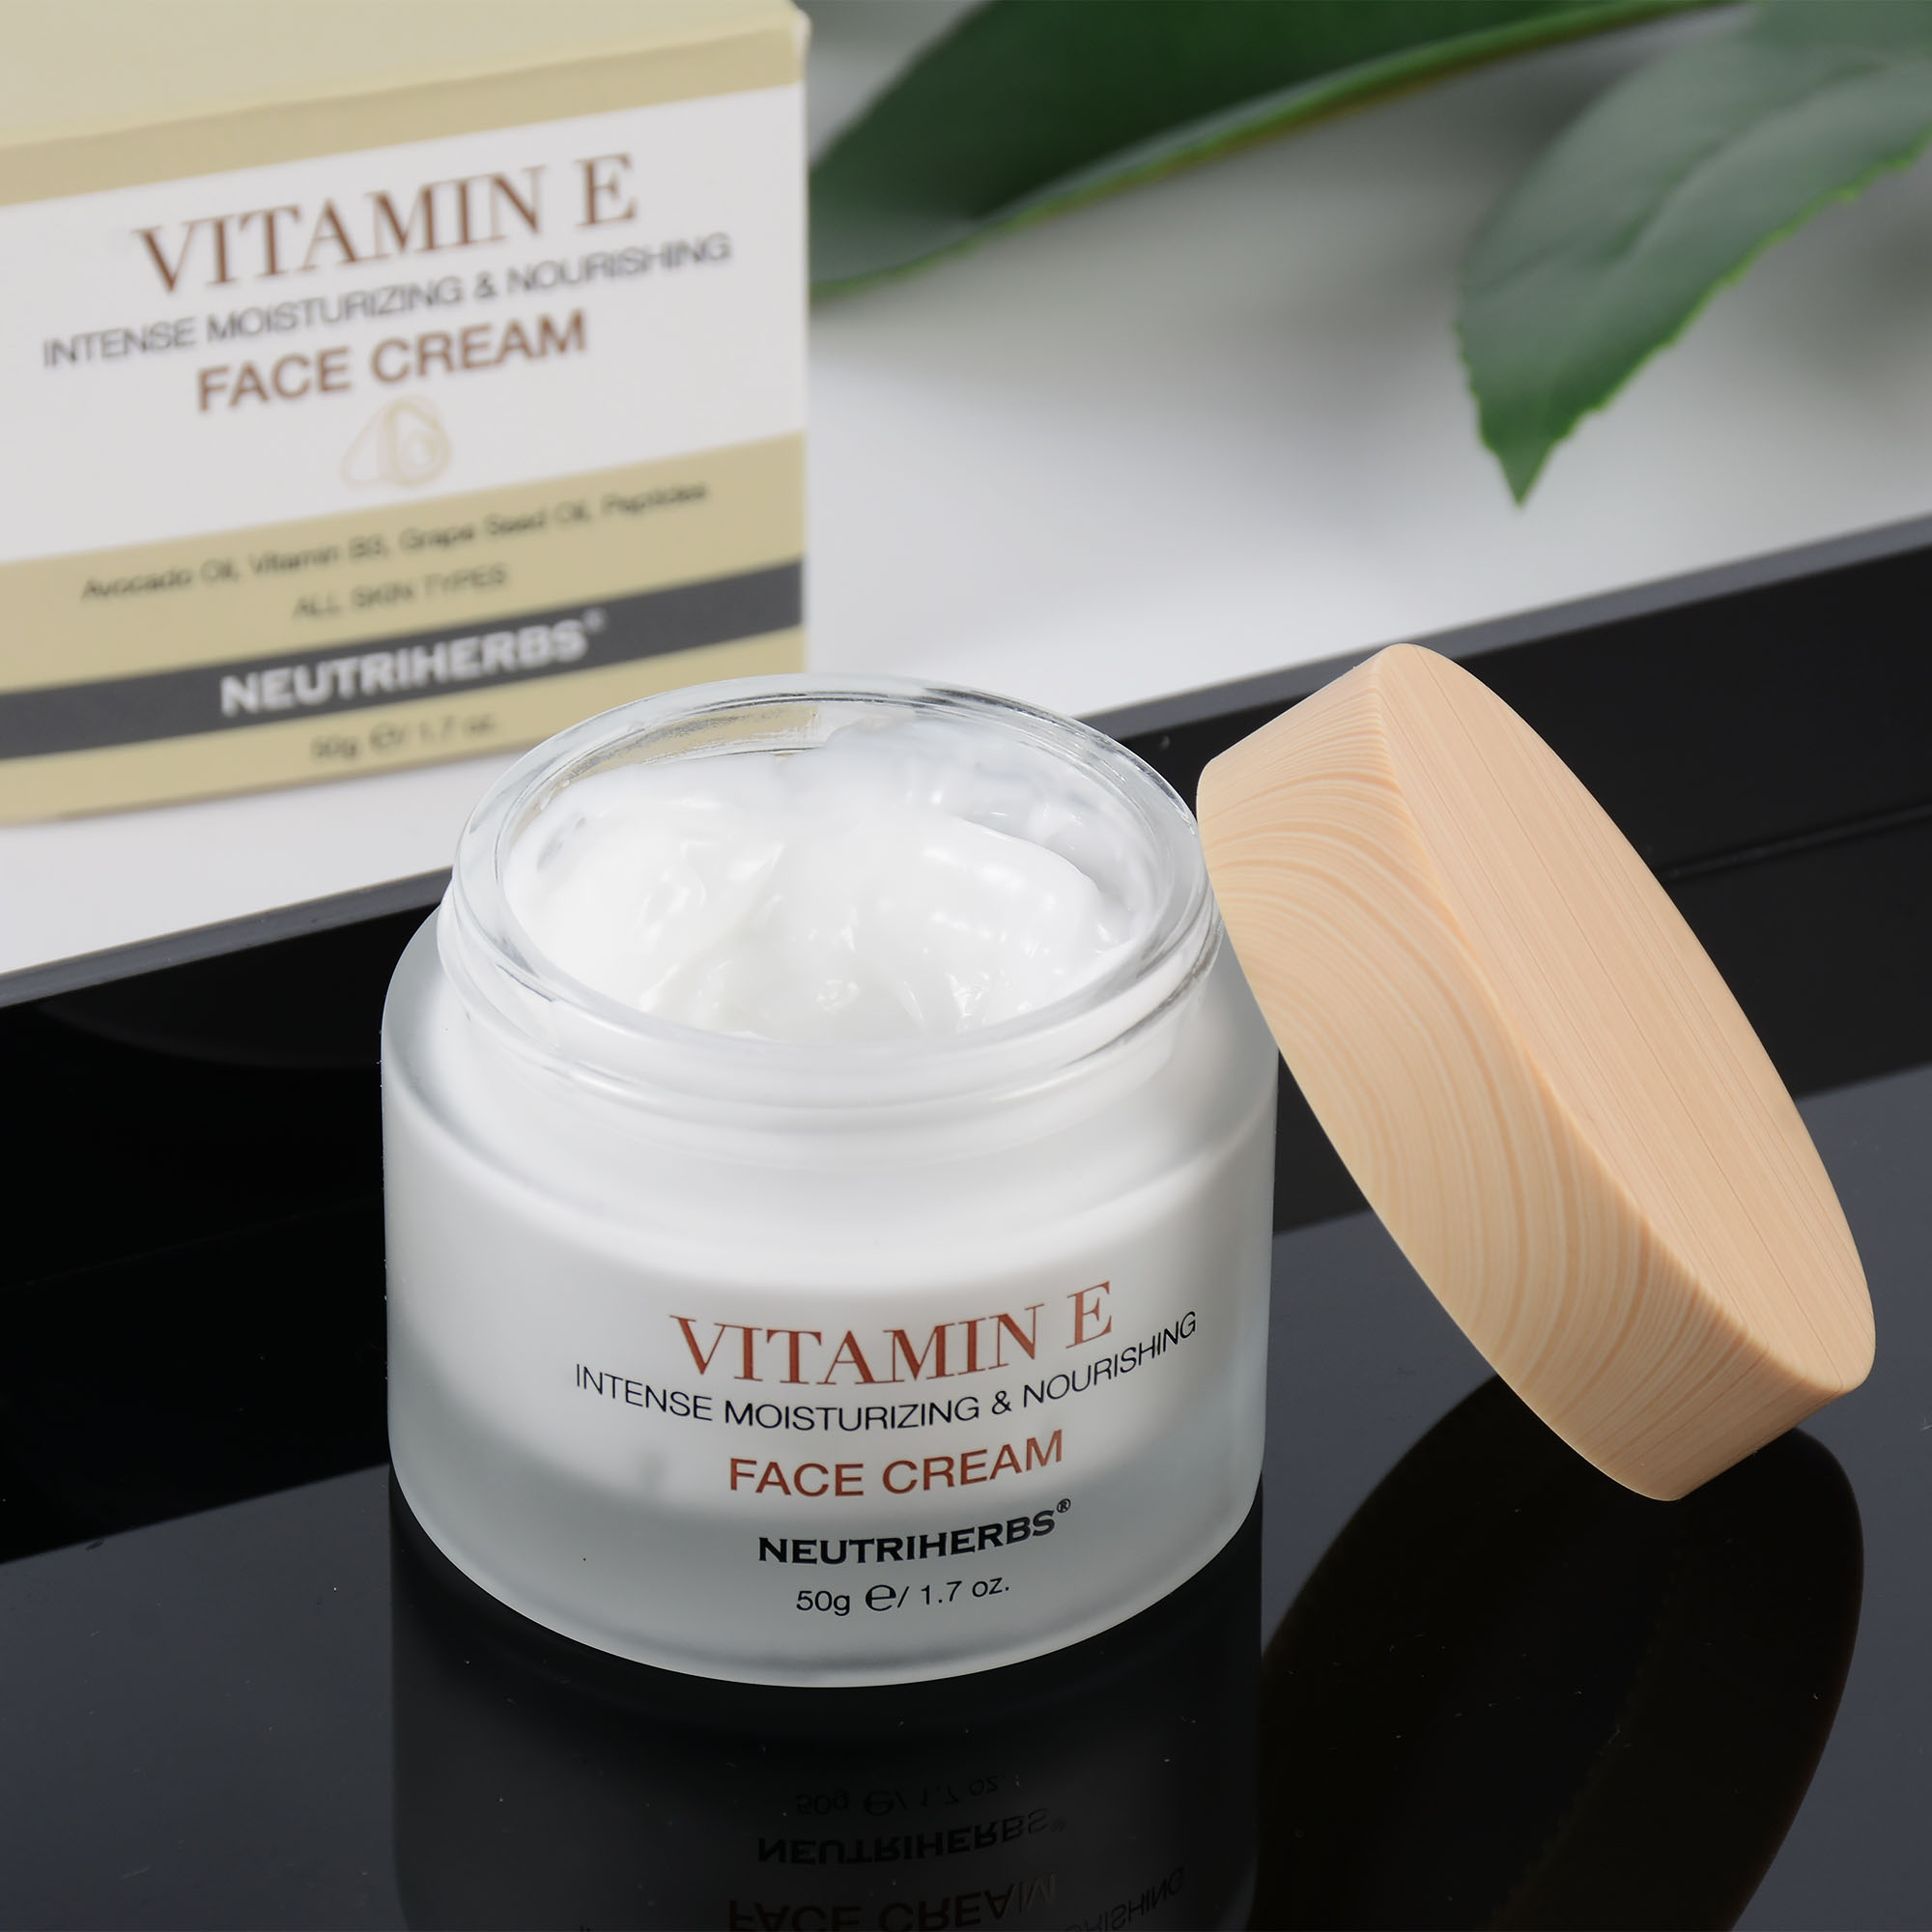 VITAMIN E
INTENSE MOISTURIZING & NOURISHING
FACE CREAM
Avocado Oil, Vitamin B5, Grape Seed Oil, Peptides
ALL SKIN TYPES
NEUTRIHERBS®
50g ℮/ 1.7 oz.
VITAMIN E
INTENSE MOISTURIZING & NOURISHING
FACE CREAM
NEUTRIHERBS®
50g ℮/ 1.7 oz.